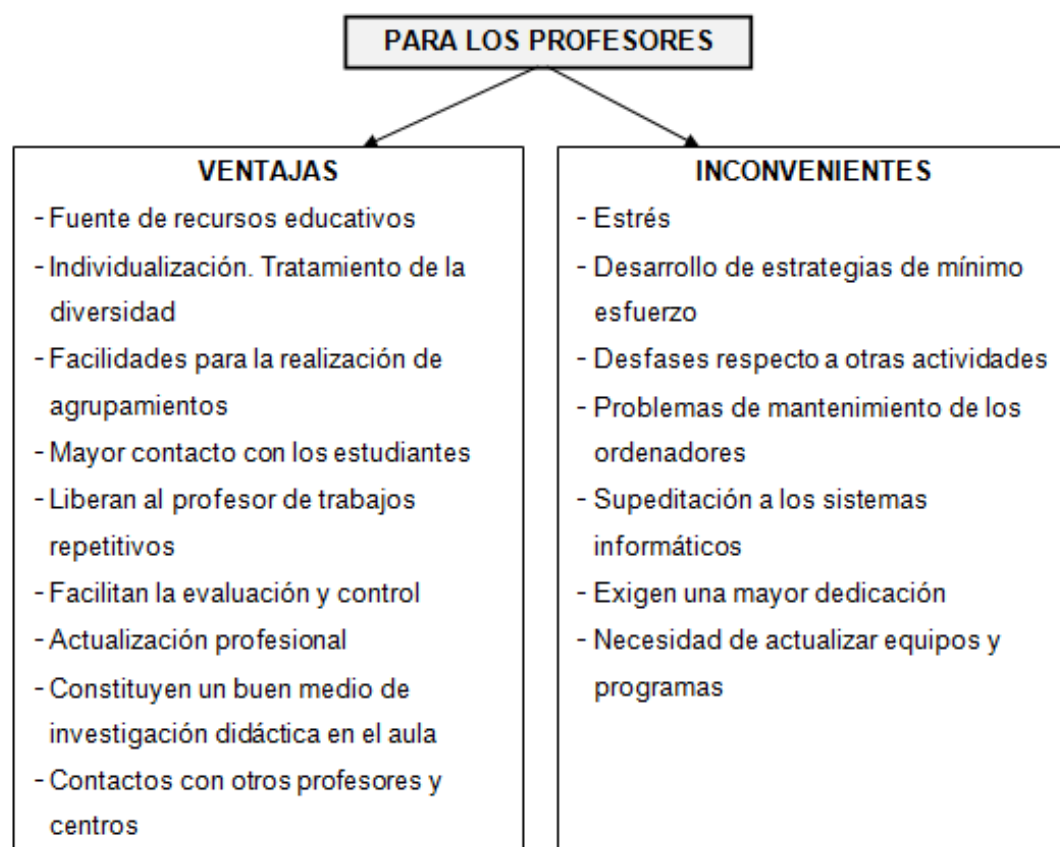 PARA LOS PROFESORES
VENTAJAS
- Fuente de recursos educativos
- Individualización. Tratamiento de la
diversidad
- Facilidades para la realización de
agrupamientos
- Mayor contacto con los estudiantes
- Liberan al profesor de trabajos
repetitivos
- Facilitan la evaluación y control
- Actualización profesional
- Constituyen un buen medio de
investigación didáctica en el aula
- Contactos con otros profesores y
centros
INCONVENIENTES
- Estrés
- Desarrollo de estrategias de mínimo
esfuerzo
- Desfases respecto a otras actividades
- Problemas de mantenimiento de los
ordenadores
- Supeditación a los sistemas
informáticos
- Exigen una mayor dedicación
- Necesidad de actualizar equipos y
programas